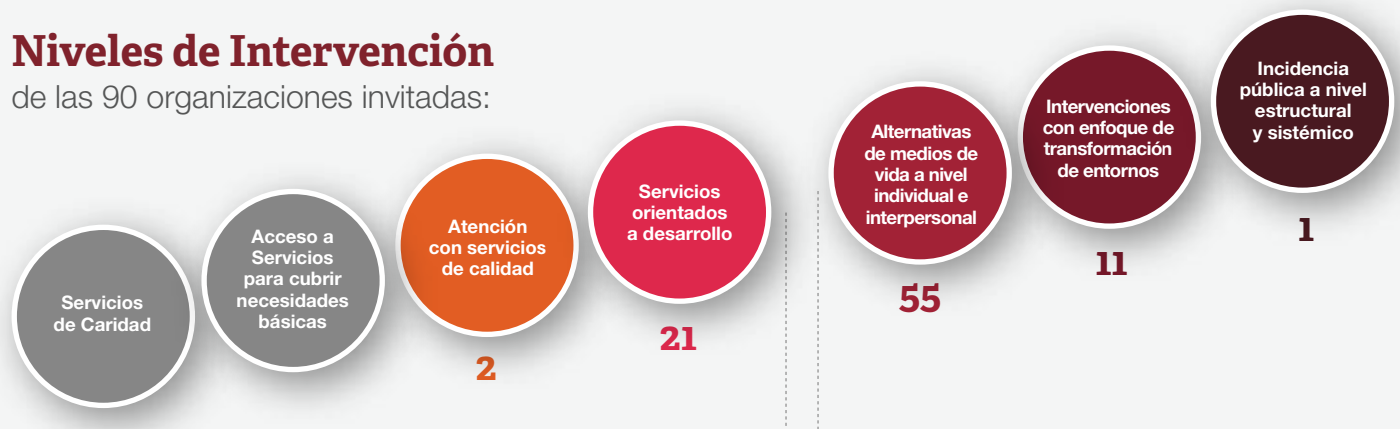 Niveles de Intervención
de las 90 organizaciones invitadas:
Servicios
de Caridad
Acceso a
Servicios
para cubrir
necesidades
básicas
Atención
con servicios
de calidad
2
Servicios
orientados
a desarrollo
21
Alternativas
de medios de
vida a nivel
individual e
interpersonal
55
Intervenciones
con enfoque de
transformación
de entornos
11
Incidencia
pública a nivel
estructural
y sistémico
1